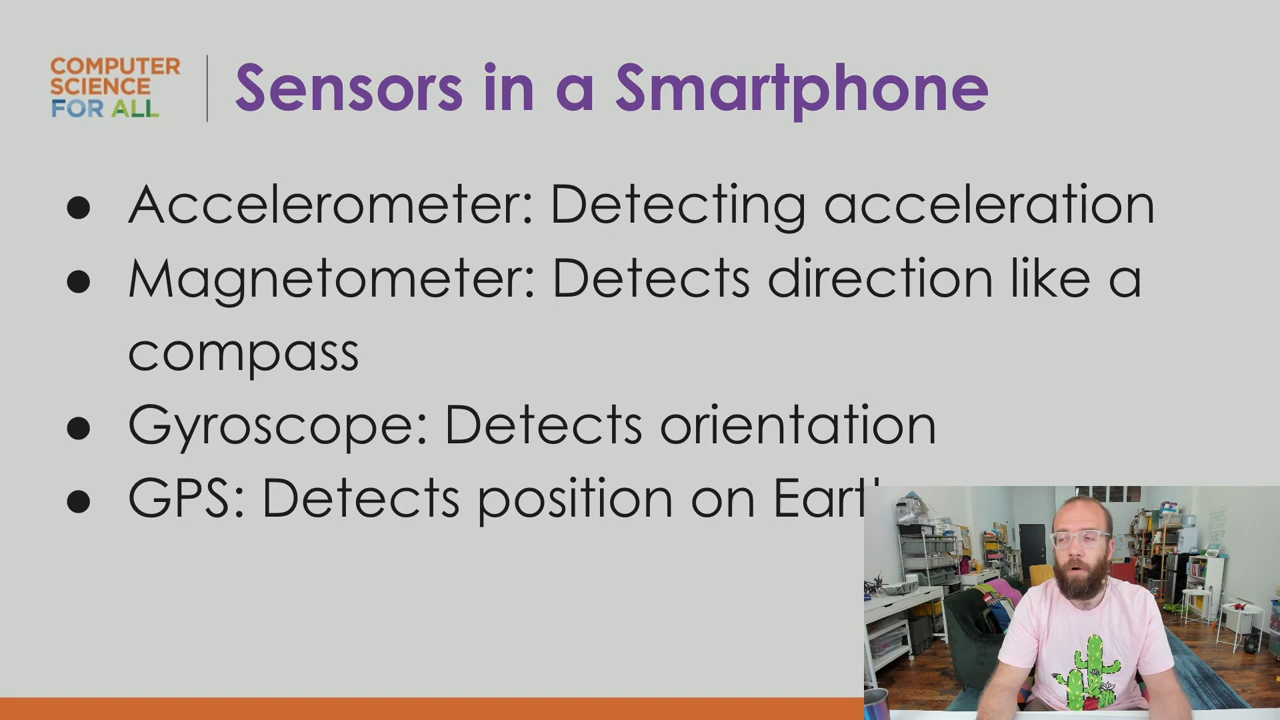 COMPUTER
SCIENCE
FOR ALL
Sensors in a Smartphone
● Accelerometer: Detecting acceleration
● Magnetometer: Detects direction like a
compass
● Gyroscope: Detects orientation
● GPS: Detects position on